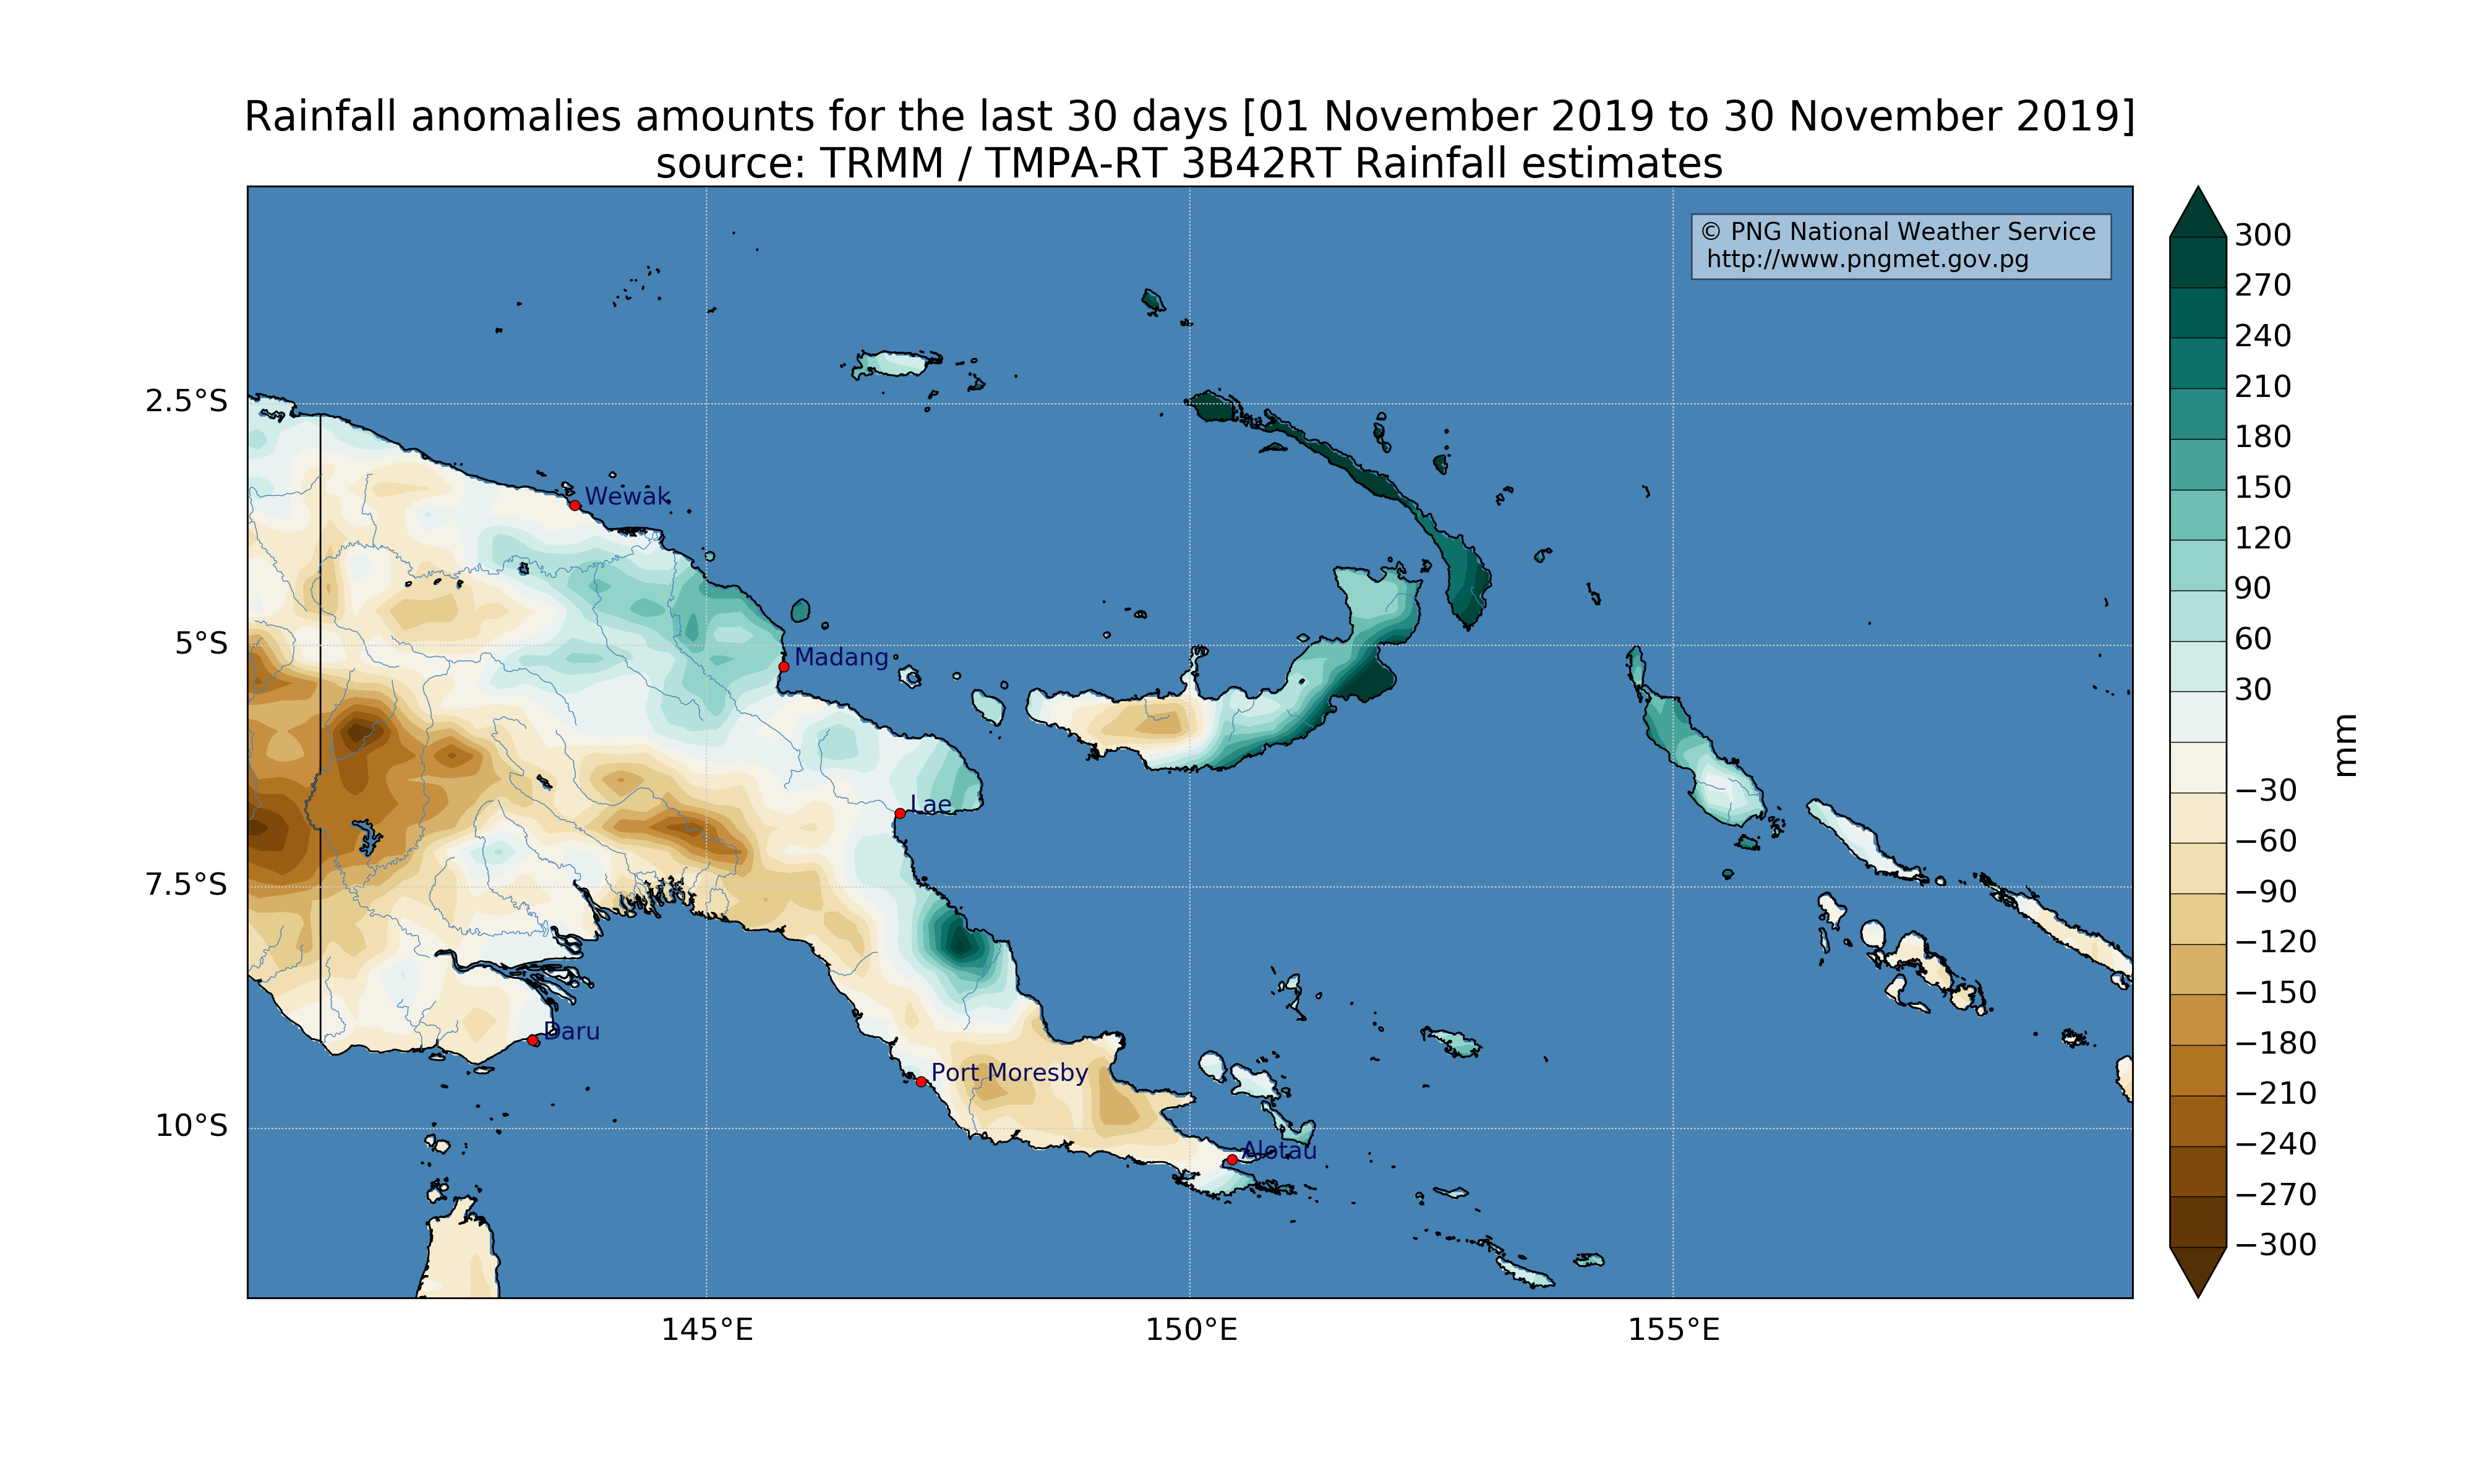 Rainfall anomalies amounts for the last 30 days [01 November 2019 to 30 November 2019]
source: TRMM / TMPA-RT 3B42RT Rainfall estimates
© PNG National Weather Service
http://www.pngmet.gov.pg
2.5°S
5°S
7.5°S
10°S
Wewak
Madang
Lae
Daru
Port Moresby
Alotau
145°E
150°E
155°E
300
270
240
210
180
150
120
90
60
30
−30
−60
−90
−120
−150
−180
−210
−240
−270
−300
mm